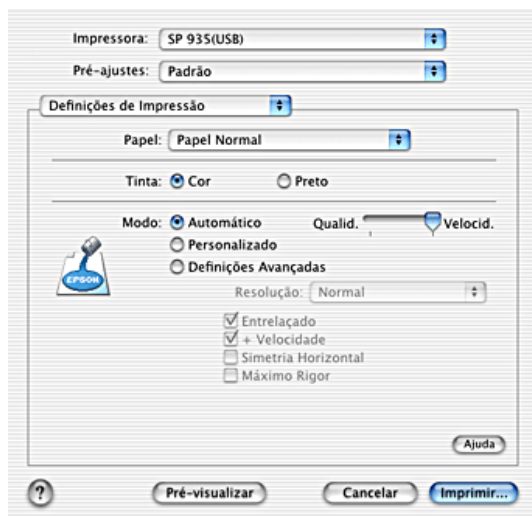 Impressora: SP 935(USB)
Pré-ajustes: Padrão
Definições de Impressão
Papel: Papel Normal
Tinta: Cor Preto
Modo: Automático Qualid. Velocid.
Personalizado
Definições Avançadas
EPSON
Resolução: Normal
Entrelaçado
+ Velocidade
Simetria Horizontal
Máximo Rigor
Ajuda
? Pré-visualizar Cancelar Imprimir...